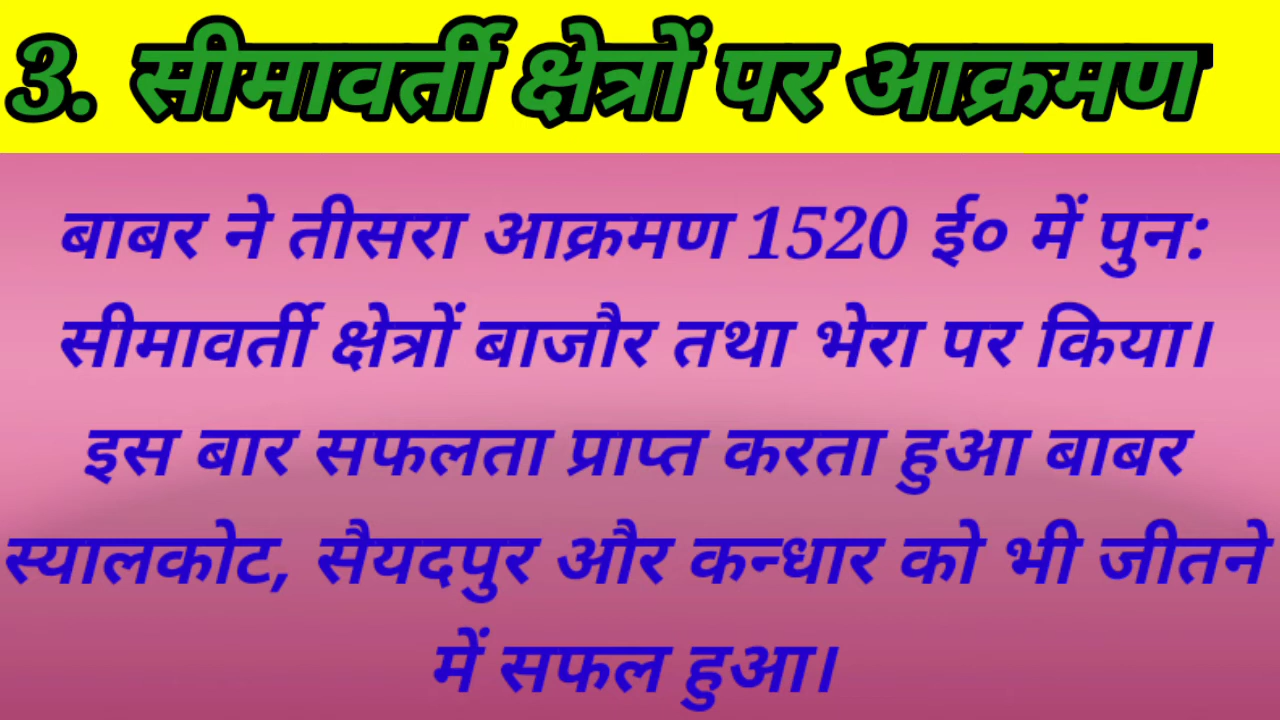 3. सीमावर्ती क्षेत्रों पर आक्रमण
बाबर ने तीसरा आक्रमण 1520 ई० में पुन:
सीमावर्ती क्षेत्रों बाजौर तथा भेरा पर किया।
इस बार सफलता प्राप्त करता हुआ बाबर
स्यालकोट, सैयदपुर और कन्धार को भी जीतने
में सफल हुआ।